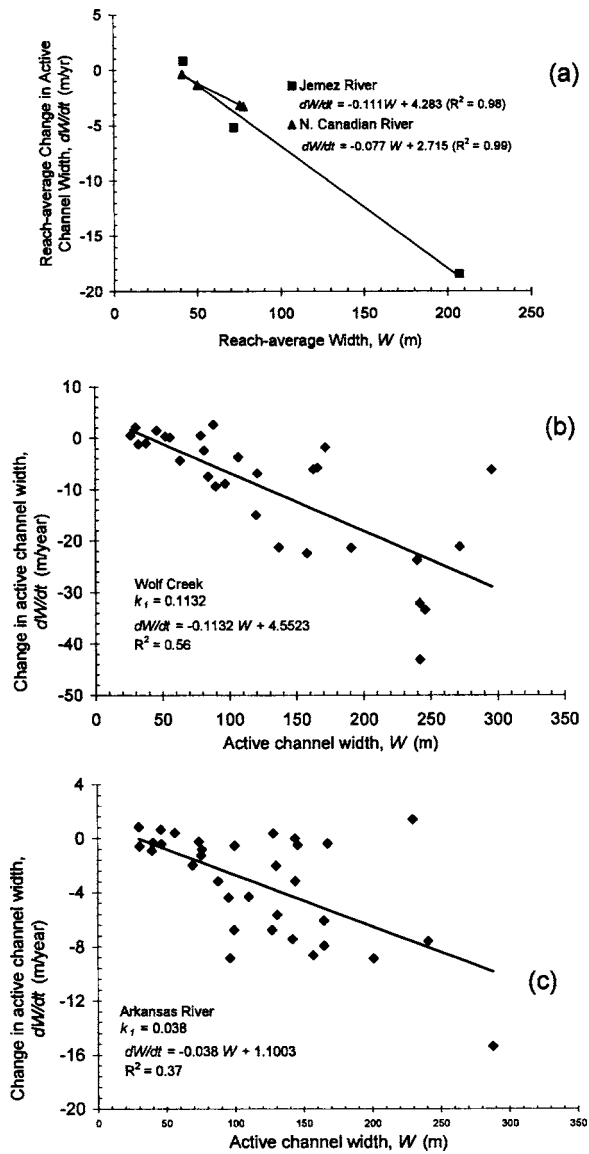 5
0
-5
-10
-15
-20
0
50
100
150
200
250
Reach-average Change in Active
Channel Width, dW/dt (m/yr)
Reach-average Width, W (m)
(a)
Jemez River
dW/dt = -0.111W + 4.283 (R² = 0.98)
N. Canadian River
dW/dt = -0.077 W + 2.715 (R² = 0.99)
10
0
-10
-20
-30
-40
-50
0
50
100
150
200
250
300
350
Change in active channel width,
dW/dt (m/year)
Active channel width, W (m)
(b)
Wolf Creek
k₁ = 0.1132
dW/dt = -0.1132 W + 4.5523
R² = 0.56
4
0
-4
-8
-12
-16
-20
0
50
100
150
200
250
300
350
Change in active channel width,
dW/dt (m/year)
Active channel width, W (m)
(c)
Arkansas River
k₁ = 0.038
dW/dt = -0.038 W + 1.1003
R² = 0.37